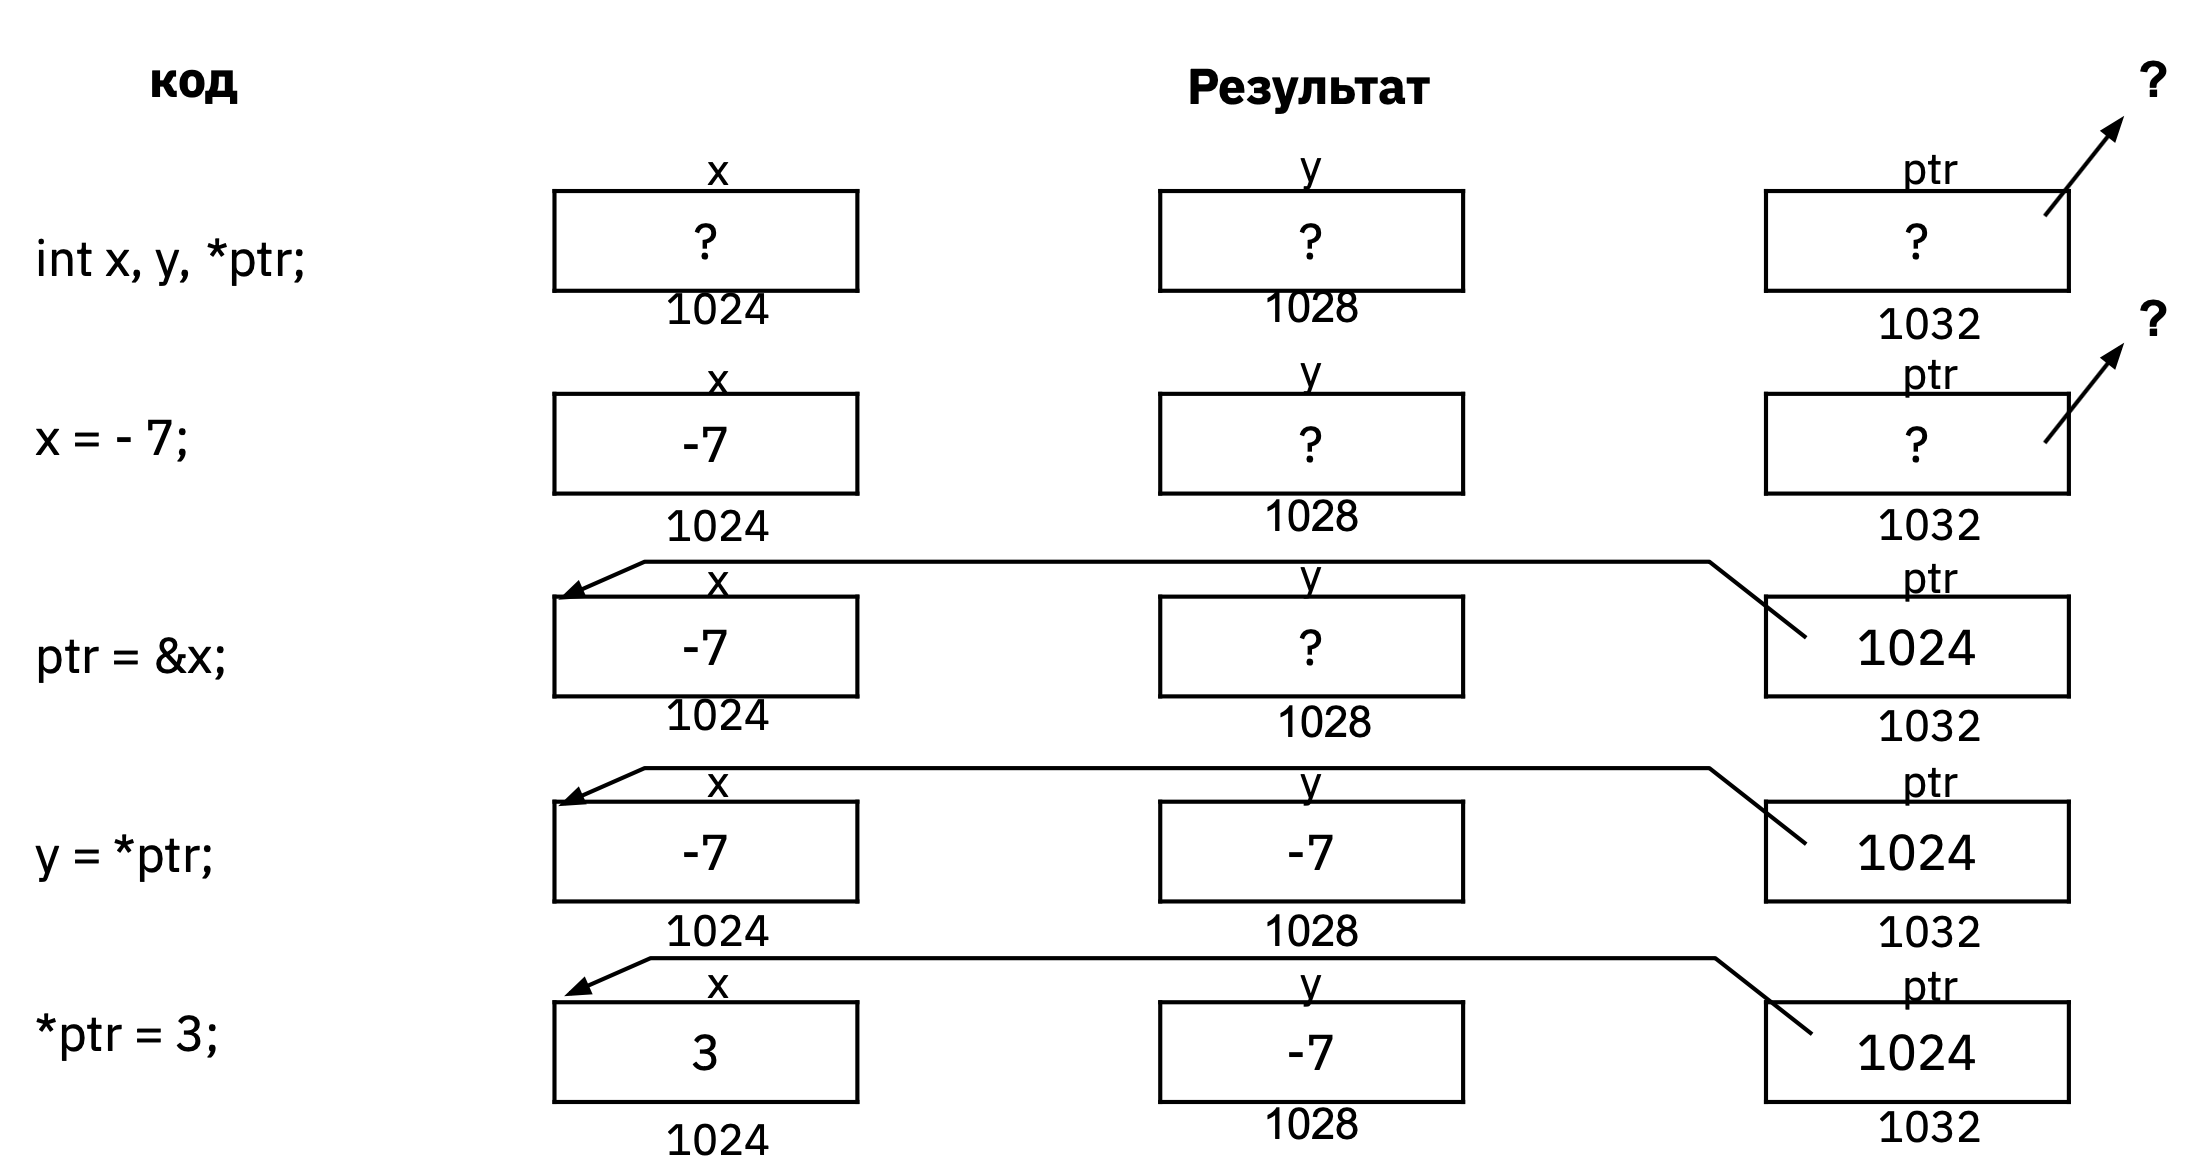 код Результат ?
x y ptr
int x, y, *ptr; ? ? ?
1024 1028 1032
?
x y ptr
x = - 7; -7 ? ?
1024 1028 1032
x y ptr
ptr = &x; -7 ? 1024
1024 1028 1032
x y ptr
y = *ptr; -7 -7 1024
1024 1028 1032
x y ptr
*ptr = 3; 3 -7 1024
1024 1028 1032